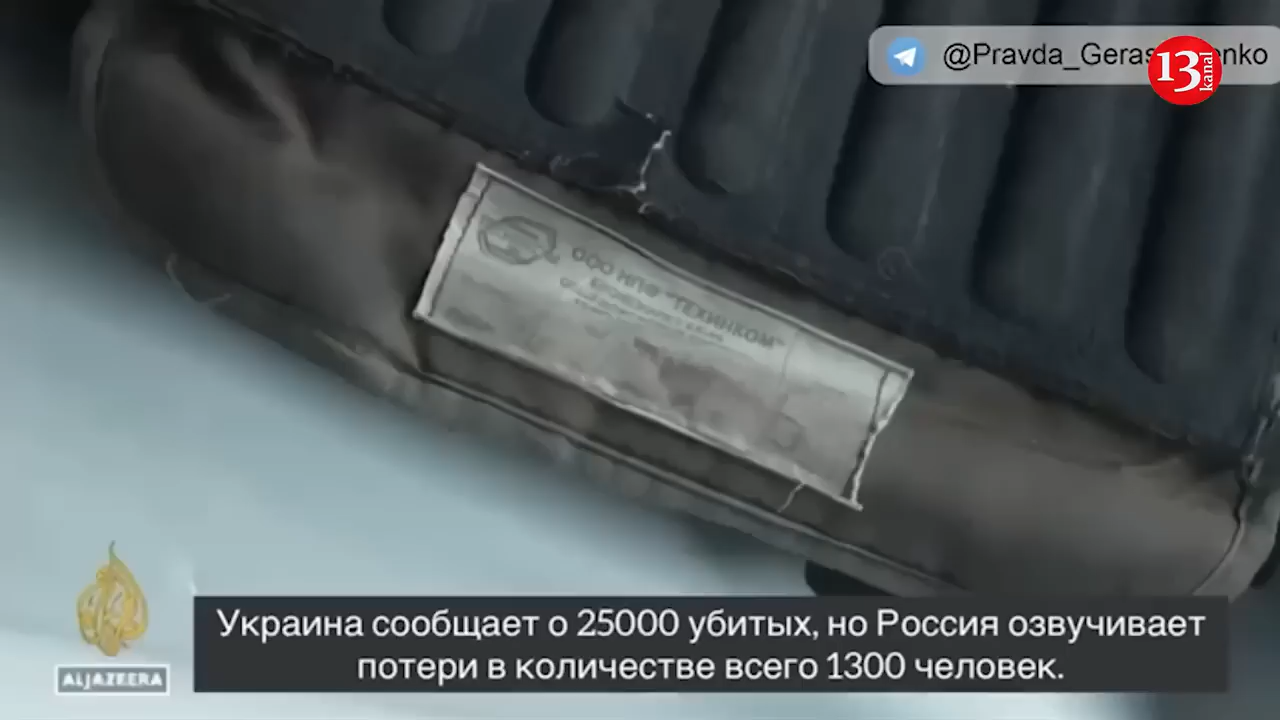 @Pravda_Geras enko
13 kanal
ООО НПФ "ТЕХИНКОМ"
ALJAZEERA
Украина сообщает о 25000 убитых, но Россия озвучивает
потери в количестве всего 1300 человек.